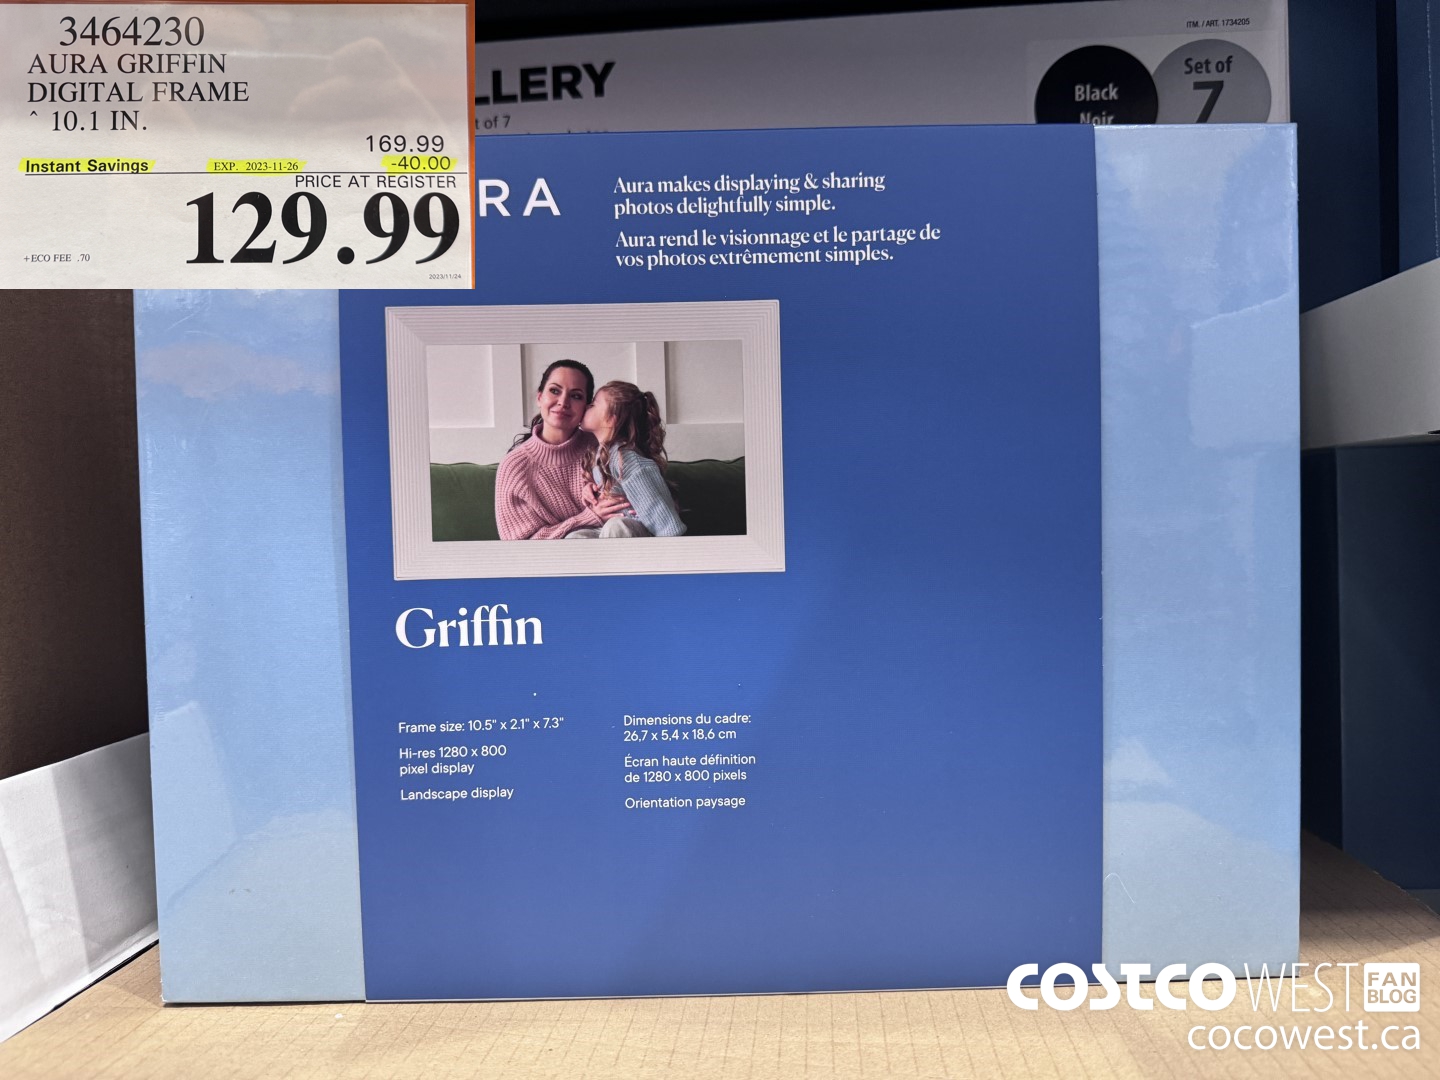 3464230
AURA GRIFFIN
DIGITAL FRAME
^ 10.1 IN.
169.99
Instant Savings EXP. 2023-11-26 -40.00
PRICE AT REGISTER
129.99
+ECO FEE .70
2023/11/24
ITM. / ART. 1734205
LLERY
t of 7
Black
Noir
Set of
7
RA
Aura makes displaying & sharing
photos delightfully simple.
Aura rend le visionnage et le partage de
vos photos extrêmement simples.
Griffin
Frame size: 10.5" x 2.1" x 7.3"
Hi-res 1280 x 800
pixel display
Landscape display
Dimensions du cadre:
26,7 x 5,4 x 18,6 cm
Écran haute définition
de 1280 x 800 pixels
Orientation paysage
COSTCO WEST FAN
BLOG
cocowest.ca